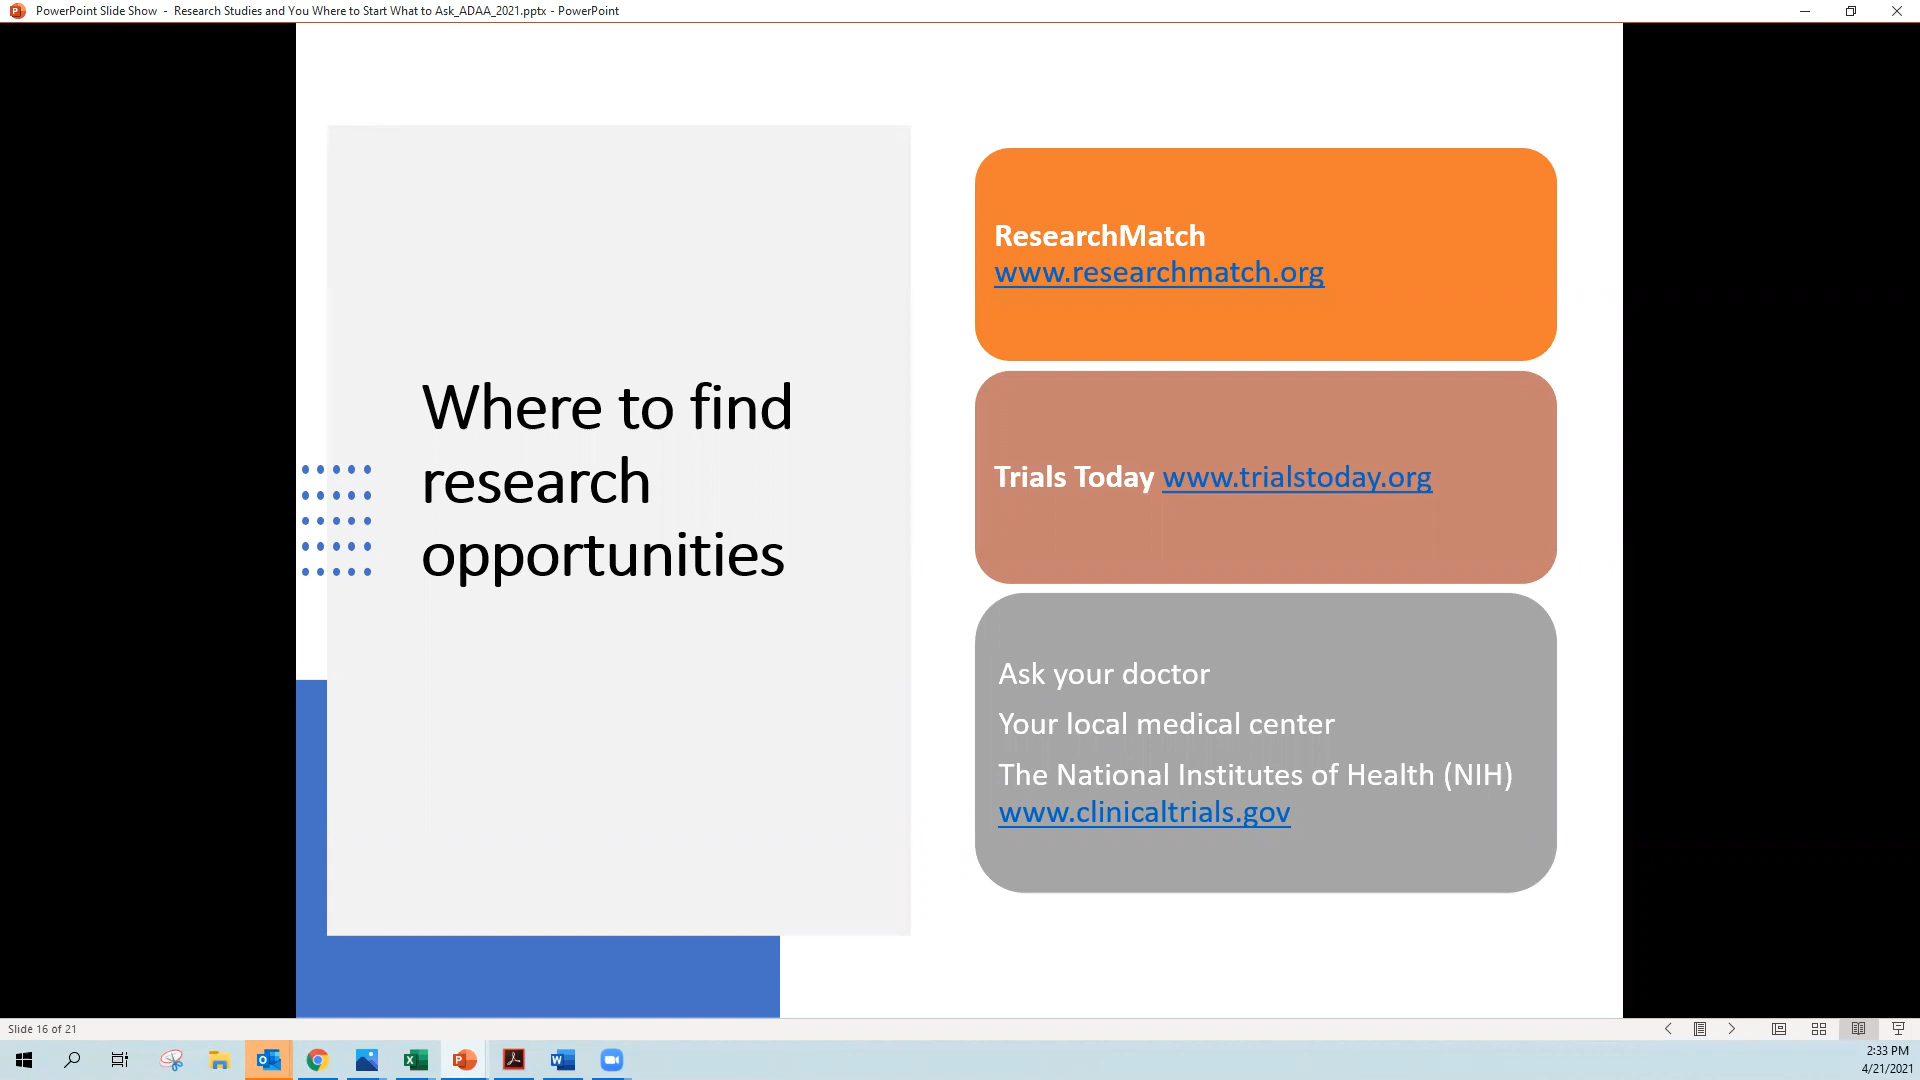 PowerPoint Slide Show - Research Studies and You Where to Start What to Ask_ADAA_2021.pptx - PowerPoint
Where to find
research
opportunities
ResearchMatch
www.researchmatch.org
Trials Today www.trialstoday.org
Ask your doctor
Your local medical center
The National Institutes of Health (NIH)
www.clinicaltrials.gov
Slide 16 of 21
2:33 PM
4/21/2021